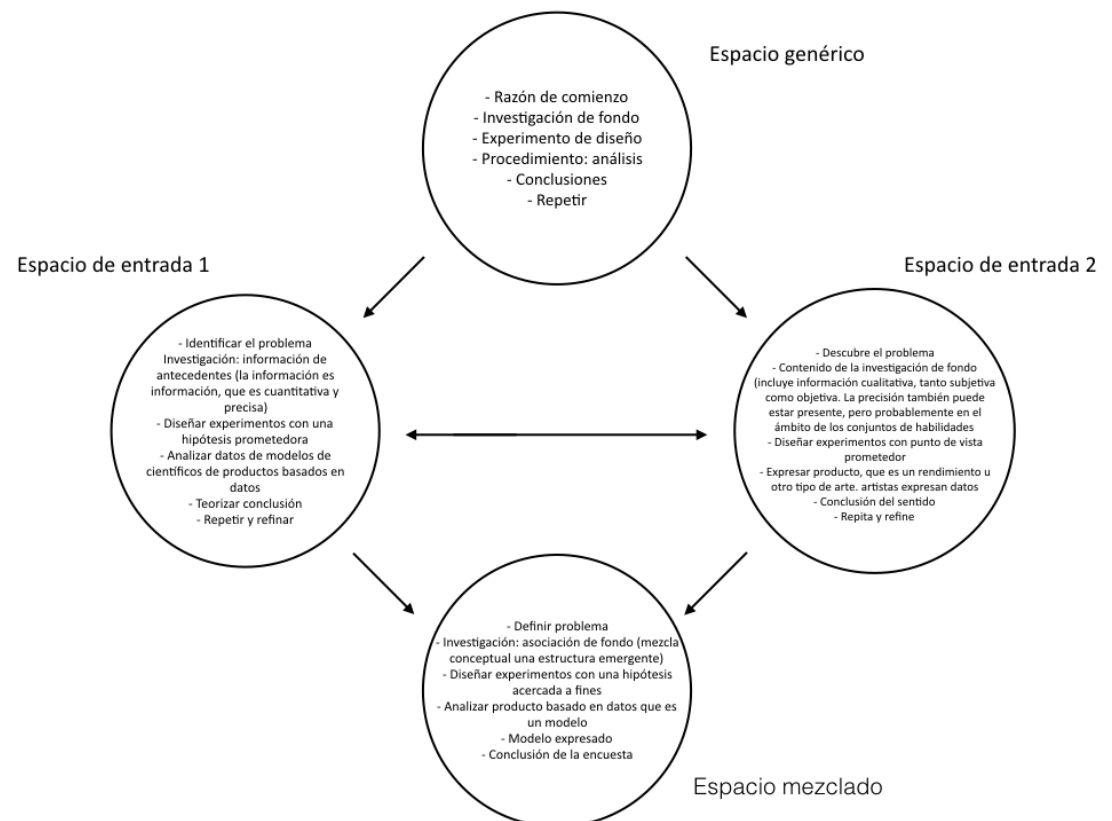 Espacio genérico
- Razón de comienzo
- Investigación de fondo
- Experimento de diseño
- Procedimiento: análisis
- Conclusiones
- Repetir
Espacio de entrada 1
- Identificar el problema
Investigación: información de
antecedentes (la información es
información, que es cuantitativa y
precisa)
- Diseñar experimentos con una
hipótesis prometedora
- Analizar datos de modelos de
científicos de productos basados en
datos
- Teorizar conclusión
- Repetir y refinar
Espacio de entrada 2
- Descubre el problema
- Contenido de la investigación de fondo
(incluye información cualitativa, tanto subjetiva
como objetiva. La precisión también puede
estar presente, pero probablemente en el
ámbito de los conjuntos de habilidades
- Diseñar experimentos con punto de vista
prometedor
- Expresar producto, que es un rendimiento u
otro tipo de arte. artistas expresan datos
- Conclusión del sentido
- Repita y refine
- Definir problema
- Investigación: asociación de fondo (mezcla
conceptual una estructura emergente)
- Diseñar experimentos con una hipótesis
acercada a fines
- Analizar producto basado en datos que es
un modelo
- Modelo expresado
- Conclusión de la encuesta
Espacio mezclado